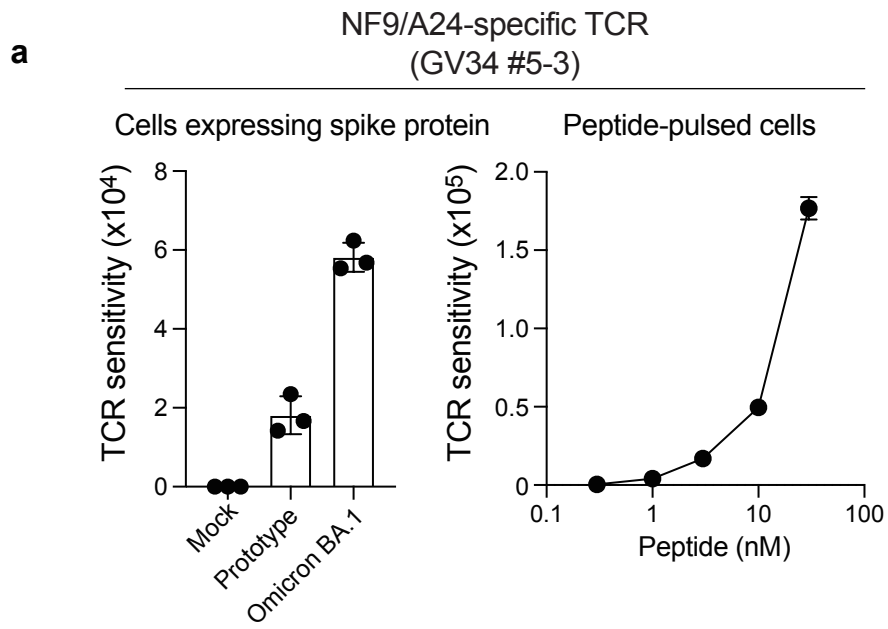 a
NF9/A24-specific TCR
(GV34 #5-3)
Cells expressing spike protein
TCR sensitivity (x10⁴)
8
6
4
2
0
Mock
Prototype
Omicron BA.1
Peptide-pulsed cells
TCR sensitivity (x10⁵)
2.0
1.5
1.0
0.5
0
0.1
1
10
100
Peptide (nM)